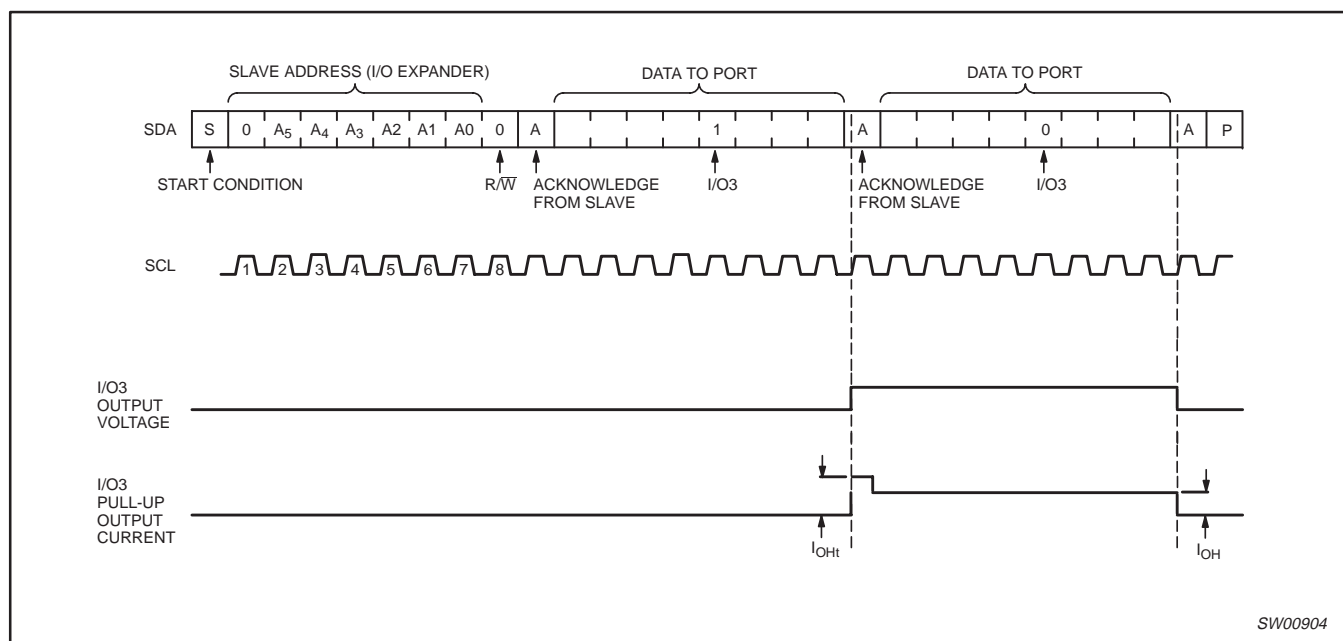 SLAVE ADDRESS (I/O EXPANDER)
DATA TO PORT
DATA TO PORT
SDA
S 0 A5 A4 A3 A2 A1 A0 0 A 1 A 0 A P
START CONDITION
R/W̅
ACKNOWLEDGE
FROM SLAVE
I/O3
ACKNOWLEDGE
FROM SLAVE
I/O3
SCL
1 2 3 4 5 6 7 8
I/O3
OUTPUT
VOLTAGE
I/O3
PULL-UP
OUTPUT
CURRENT
IOHt
IOH
SW00904